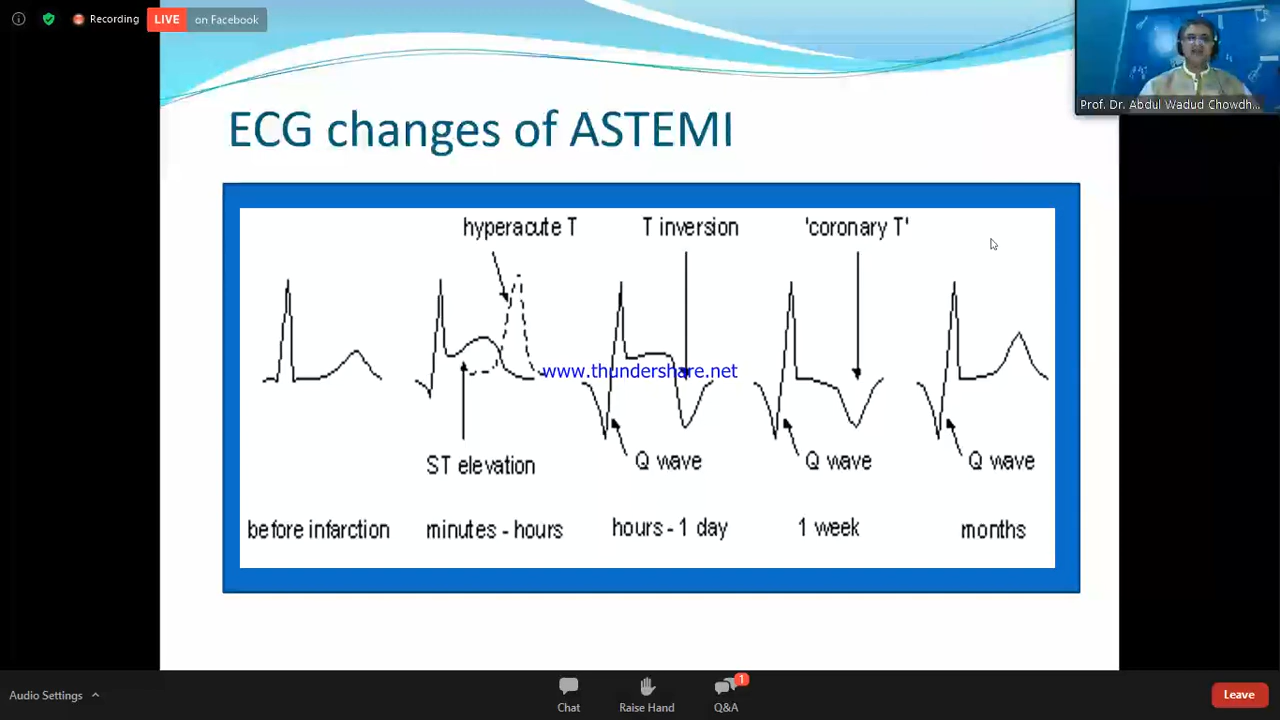 Recording
LIVE on Facebook
Prof. Dr. Abdul Wadud Chowdh...
ECG changes of ASTEMI
hyperacute T
T inversion
'coronary T'
www.thundershare.net
ST elevation
Q wave
Q wave
Q wave
before infarction
minutes - hours
hours - 1 day
1 week
months
Audio Settings
Chat
Raise Hand
1
Q&A
Leave